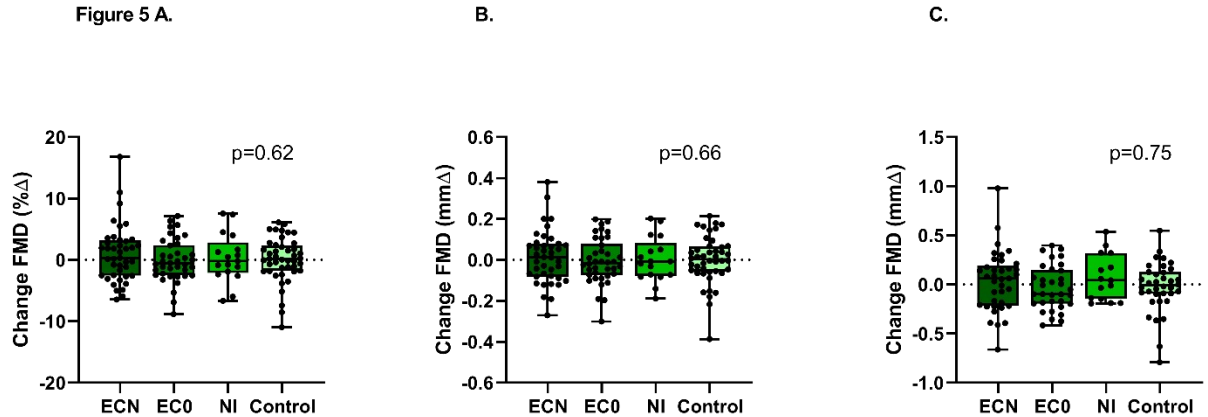 Figure 5 A.
B.
C.
Change FMD (%Δ)
20
10
0
-10
-20
p=0.62
ECN EC0 NI Control
Change FMD (mmΔ)
0.6
0.4
0.2
0.0
-0.2
-0.4
-0.6
p=0.66
ECN EC0 NI Control
Change FMD (mmΔ)
1.5
1.0
0.5
0.0
-0.5
-1.0
p=0.75
ECN EC0 NI Control